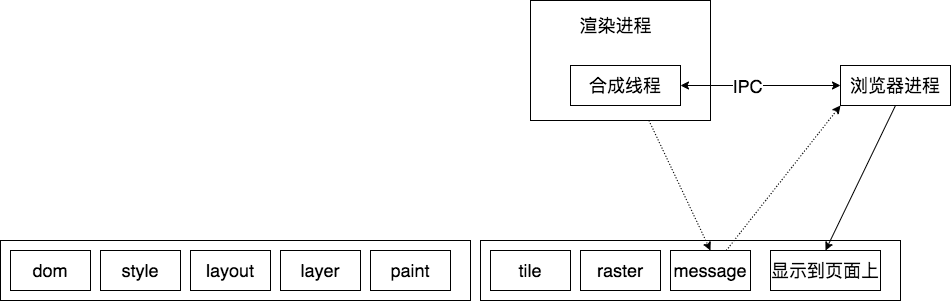 渲染进程
合成线程
IPC
浏览器进程
dom
style
layout
layer
paint
tile
raster
message
显示到页面上